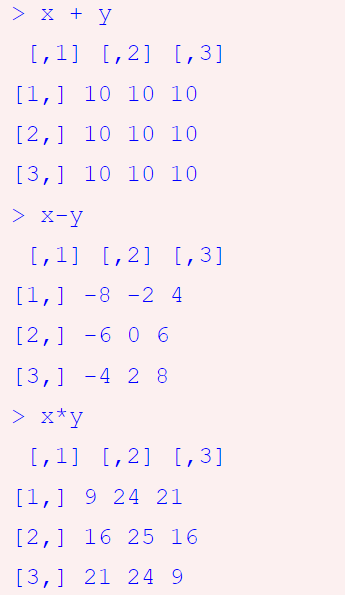 > x + y
[,1] [,2] [,3]
[1,] 10 10 10
[2,] 10 10 10
[3,] 10 10 10
> x-y
[,1] [,2] [,3]
[1,] -8 -2 4
[2,] -6 0 6
[3,] -4 2 8
> x*y
[,1] [,2] [,3]
[1,] 9 24 21
[2,] 16 25 16
[3,] 21 24 9